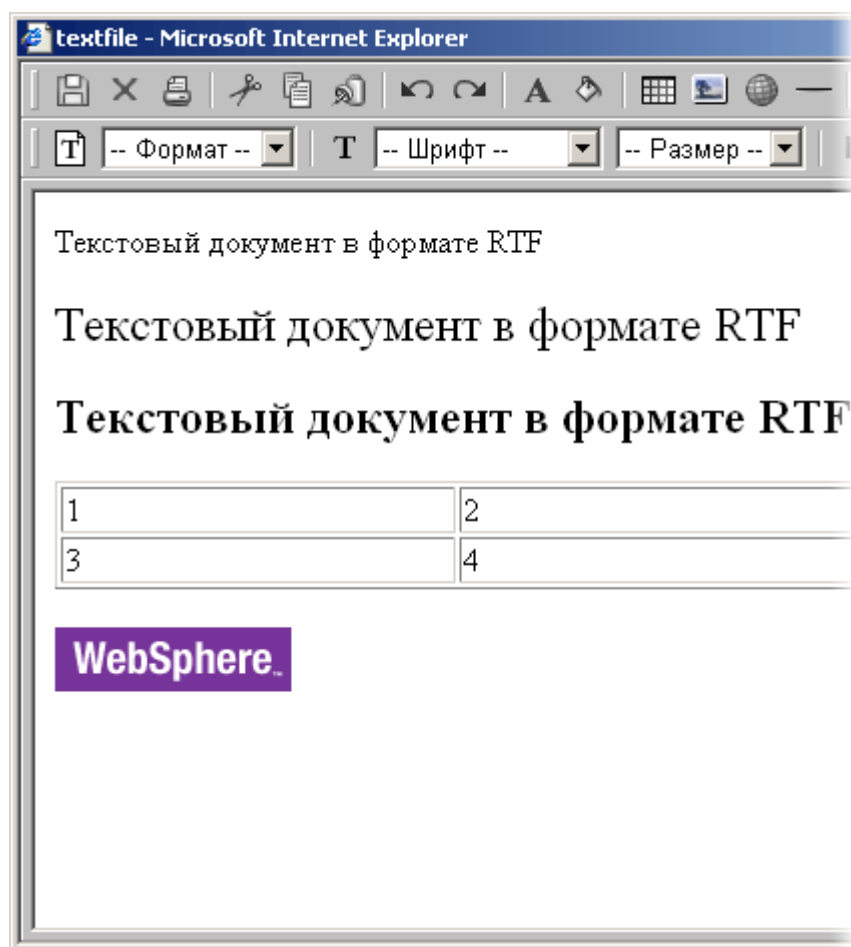 textfile - Microsoft Internet Explorer
-- Формат -- T -- Шрифт -- -- Размер --
Текстовый документ в формате RTF
Текстовый документ в формате RTF
Текстовый документ в формате RTF
1 2
3 4
WebSphere™